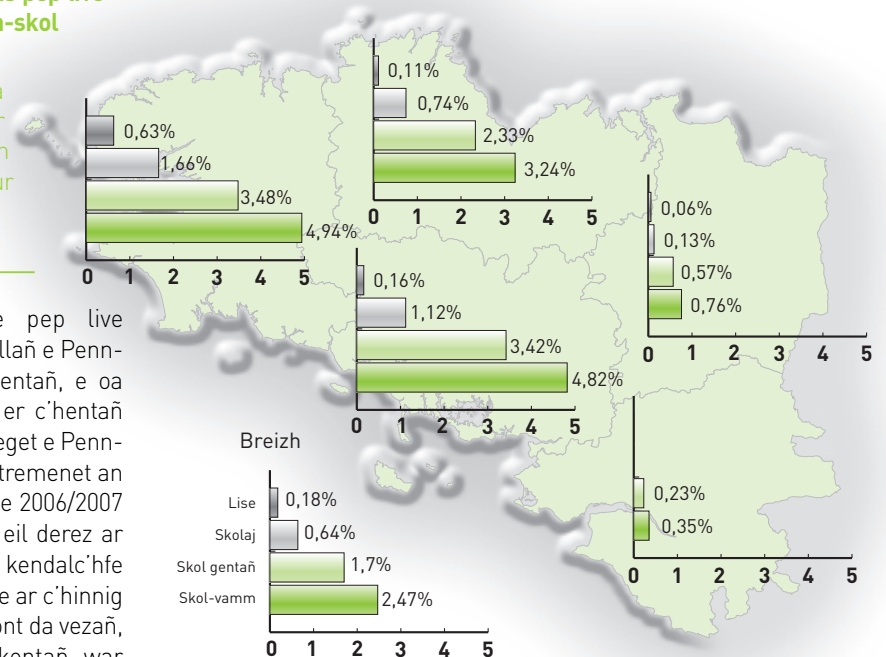 pep live
-skol
e pep live
llañ e Penn-
entañ, e oa
er c'hentañ
eget e Penn-
tremenet an
e 2006/2007
eil derez ar
kendalc'hfe
e ar c'hinnig
ont da vezañ,
kentañ war
0,63%
1,66%
3,48%
4,94%
0 1 2 3 4 5
0,11%
0,74%
2,33%
3,24%
0 1 2 3 4 5
0,06%
0,13%
0,57%
0,76%
0 1 2 3 4 5
0,16%
1,12%
3,42%
4,82%
0 1 2 3 4 5
0,23%
0,35%
0 1 2 3 4 5
Breizh
Lise 0,18%
Skolaj 0,64%
Skol gentañ 1,7%
Skol-vamm 2,47%
0 1 2 3 4 5